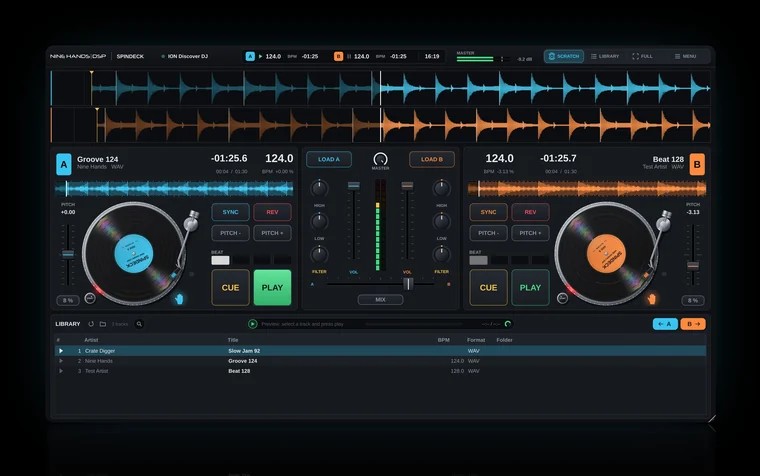 NINE HANDS|DSP SPINDECK ION Discover DJ A 124.0 BPM -01:25 B 124.0 BPM -01:25 16:19 MASTER 0.2 dB SCRATCH LIBRARY FULL MENU
A Groove 124 -01:25.6 124.0
Nine Hands WAV 00:04 / 01:30 BPM +0.00 %
LOAD A MASTER LOAD B
124.0 -01:25.7 Beat 128 B
BPM -3.13 % 00:04 / 01:30 Test Artist WAV
PITCH
+0.00
SYNC REV
PITCH - PITCH +
BEAT
CUE PLAY
8 %
SPINDECK
HIGH HIGH
LOW LOW
FILTER VOL VOL FILTER
A B
MIX
SYNC REV
PITCH - PITCH +
BEAT
CUE PLAY
SPINDECK
PITCH
-3.13
8 %
LIBRARY 3 tracks Preview: select a track and press play ← A B →
# Artist Title BPM Format Folder
1 Crate Digger Slow Jam 92 WAV
2 Nine Hands Groove 124 124.0 WAV
3 Test Artist Beat 128 128.0 WAV